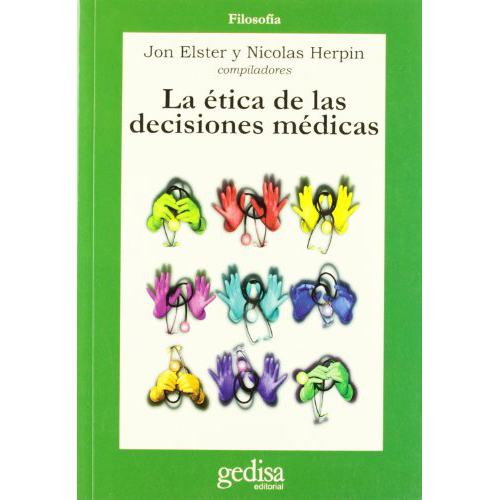 Filosofía
Jon Elster y Nicolas Herpin
compiladores
La ética de las
decisiones médicas
gedisa
editorial